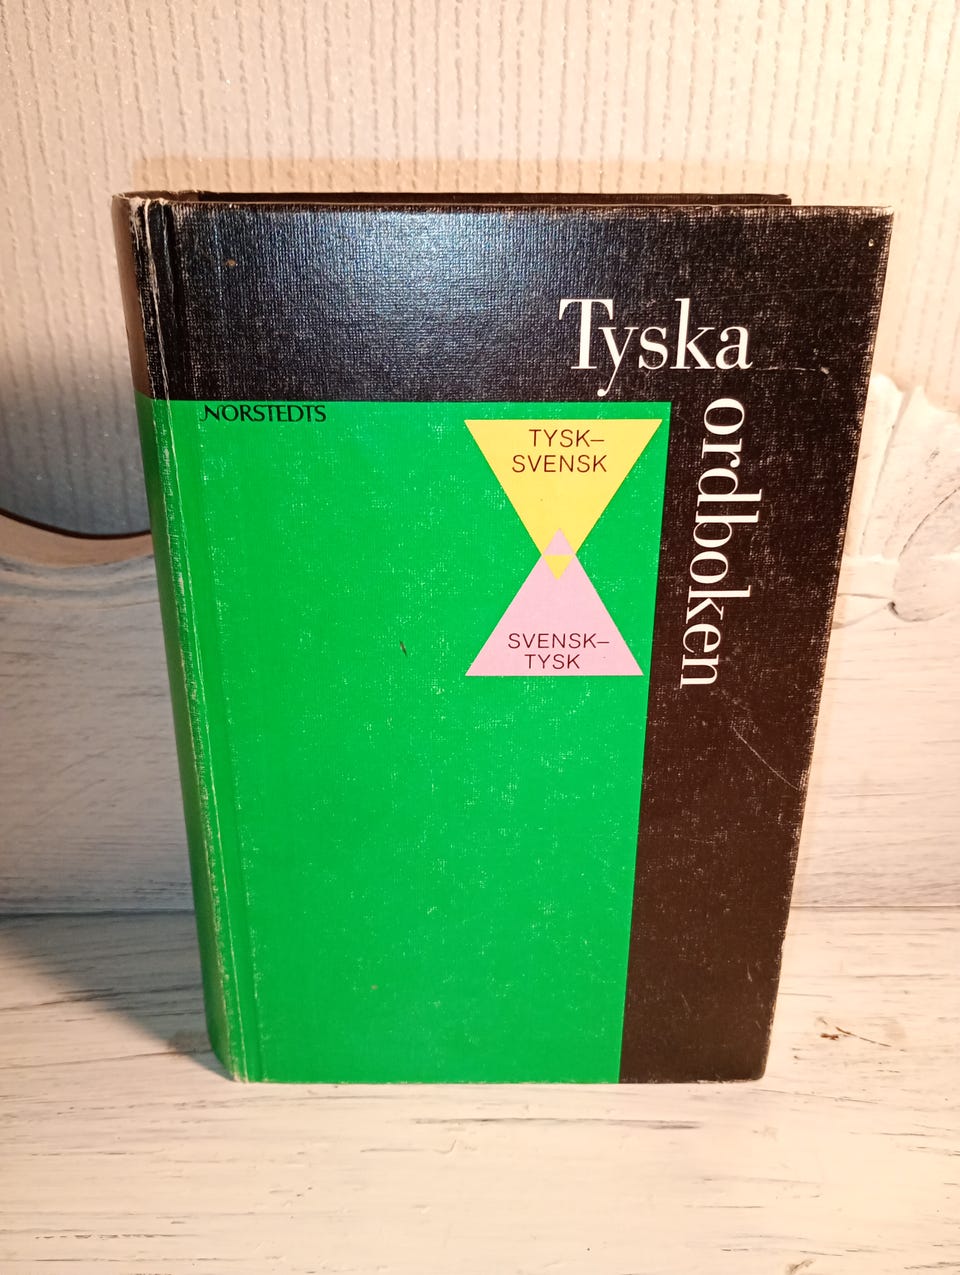 Tyska
ordboken
NORSTEDTS
TYSK–
SVENSK
SVENSK–
TYSK